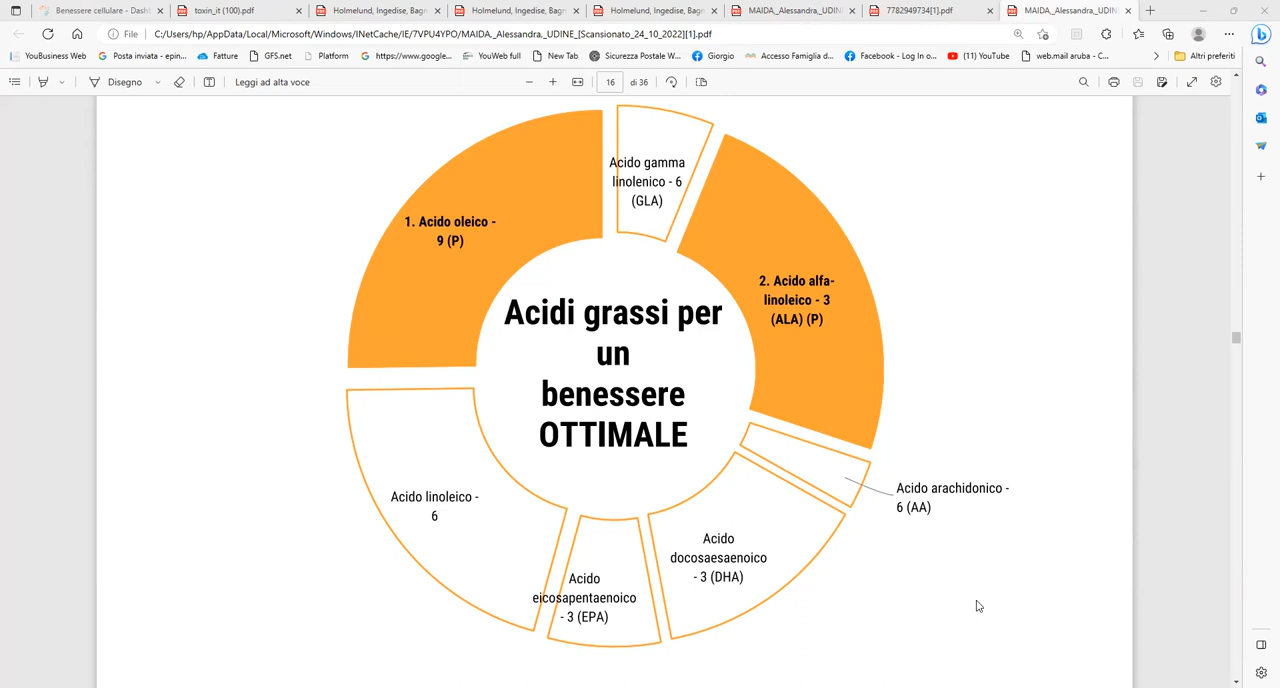 Benessere cellulare - Dashb
toxin_it (100).pdf
Holmelund, Ingedise, Bagn
Holmelund, Ingedise, Bagn
Holmelund, Ingedise, Bagn
MAIDA_Alessandra_UDINE
7782949734[1].pdf
MAIDA_Alessandra_UDINE
File
C:/Users/hp/AppData/Local/Microsoft/Windows/INetCache/IE/7VPU4YPO/MAIDA_Alessandra_UDINE_[Scansionato_24_10_2022][1].pdf
YouBusiness Web
Posta inviata - epin...
Fatture
GFS.net
Platform
https://www.google...
YouWeb full
New Tab
Sicurezza Postale W...
Giorgio
Accesso Famiglia d...
Facebook - Log In o...
(11) YouTube
web.mail aruba - C...
Altri preferiti
Disegno
Leggi ad alta voce
16
di 36
Acido gamma
linolenico - 6
(GLA)
1. Acido oleico -
9 (P)
2. Acido alfa-
linoleico - 3
(ALA) (P)
Acidi grassi per
un
benessere
OTTIMALE
Acido arachidonico -
6 (AA)
Acido linoleico -
6
Acido
docosaesaenoico
- 3 (DHA)
Acido
eicosapentaenoico
- 3 (EPA)